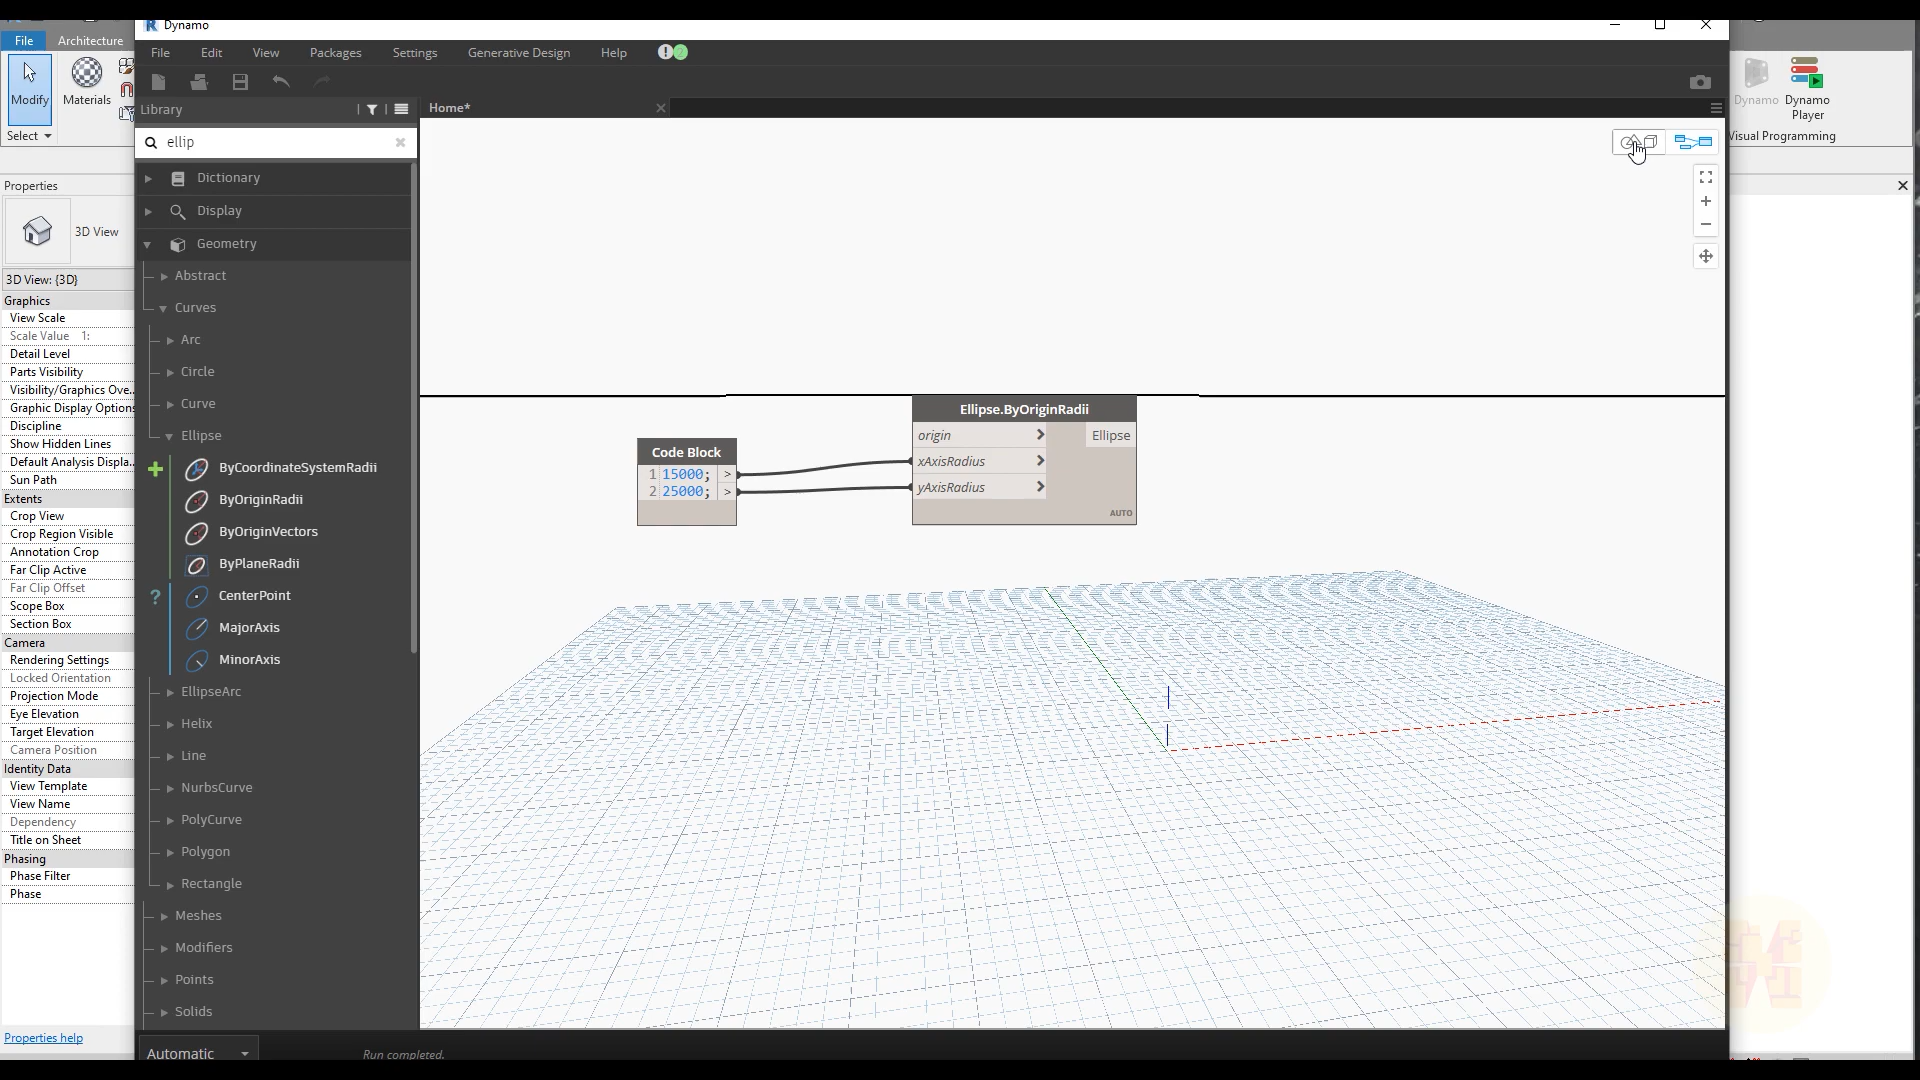 Dynamo
File
Architecture
File
Edit
View
Packages
Settings
Generative Design
Help
Modify
Materials
Select
Dynamo
Dynamo
Player
Visual Programming
Library
Home*
ellip
Dictionary
Display
Geometry
Abstract
Curves
Arc
Circle
Curve
Ellipse
ByCoordinateSystemRadii
ByOriginRadii
ByOriginVectors
ByPlaneRadii
CenterPoint
MajorAxis
MinorAxis
EllipseArc
Helix
Line
NurbsCurve
PolyCurve
Polygon
Rectangle
Meshes
Modifiers
Points
Solids
Automatic
Run completed.
Properties
3D View
3D View: {3D}
Graphics
View Scale
Scale Value 1:
Detail Level
Parts Visibility
Visibility/Graphics Ove...
Graphic Display Options
Discipline
Show Hidden Lines
Default Analysis Displa...
Sun Path
Extents
Crop View
Crop Region Visible
Annotation Crop
Far Clip Active
Far Clip Offset
Scope Box
Section Box
Camera
Rendering Settings
Locked Orientation
Projection Mode
Eye Elevation
Target Elevation
Camera Position
Identity Data
View Template
View Name
Dependency
Title on Sheet
Phasing
Phase Filter
Phase
Properties help
Code Block
1 15000; >
2 25000; >
Ellipse.ByOriginRadii
origin > Ellipse
xAxisRadius >
yAxisRadius >
AUTO